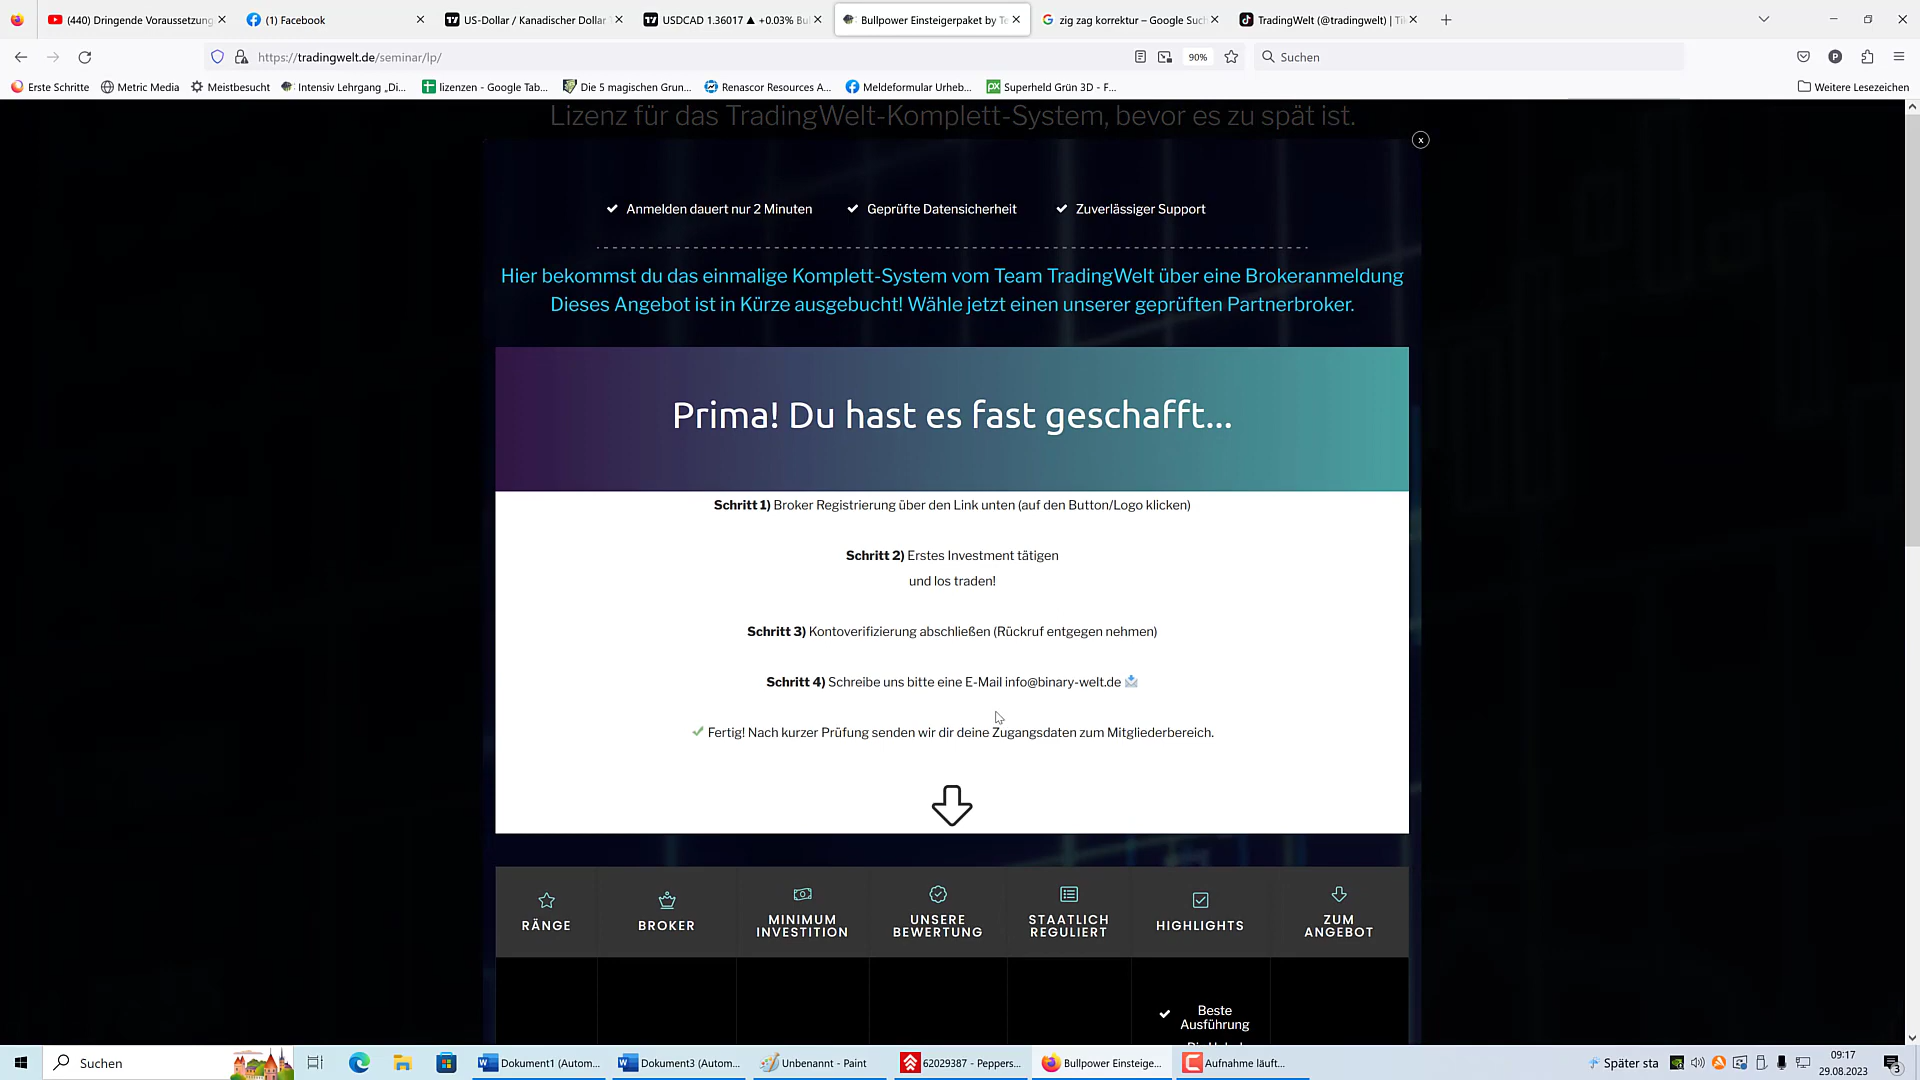 (440) Dringende Voraussetzung
(1) Facebook
US-Dollar / Kanadischer Dollar
USDCAD 1.36017 ▲ +0.03% Bu
Bullpower Einsteigerpaket by Te
zig zag korrektur – Google Suc
TradingWelt (@tradingwelt) | Ti
https://tradingwelt.de/seminar/lp/
90%
Suchen
Erste Schritte
Metric Media
Meistbesucht
Intensiv Lehrgang „Di...
lizenzen - Google Tab...
Die 5 magischen Grun...
Renascor Resources A...
Meldeformular Urheb...
Superheld Grün 3D - F...
Weitere Lesezeichen
Lizenz für das TradingWelt-Komplett-System, bevor es zu spät ist.
x
Anmelden dauert nur 2 Minuten
Geprüfte Datensicherheit
Zuverlässiger Support
Hier bekommst du das einmalige Komplett-System vom Team TradingWelt über eine Brokeranmeldung
Dieses Angebot ist in Kürze ausgebucht! Wähle jetzt einen unserer geprüften Partnerbroker.
Prima! Du hast es fast geschafft...
Schritt 1) Broker Registrierung über den Link unten (auf den Button/Logo klicken)
Schritt 2) Erstes Investment tätigen
und los traden!
Schritt 3) Kontoverifizierung abschließen (Rückruf entgegen nehmen)
Schritt 4) Schreibe uns bitte eine E-Mail info@binary-welt.de
Fertig! Nach kurzer Prüfung senden wir dir deine Zugangsdaten zum Mitgliederbereich.
RÄNGE
BROKER
MINIMUM
INVESTITION
UNSERE
BEWERTUNG
STAATLICH
REGULIERT
HIGHLIGHTS
ZUM
ANGEBOT
Beste
Ausführung
Suchen
Dokument1 (Autom...
Dokument3 (Autom...
Unbenannt - Paint
62029387 - Peppers...
Bullpower Einsteige...
Aufnahme läuft...
Später sta
09:17
29.08.2023
3